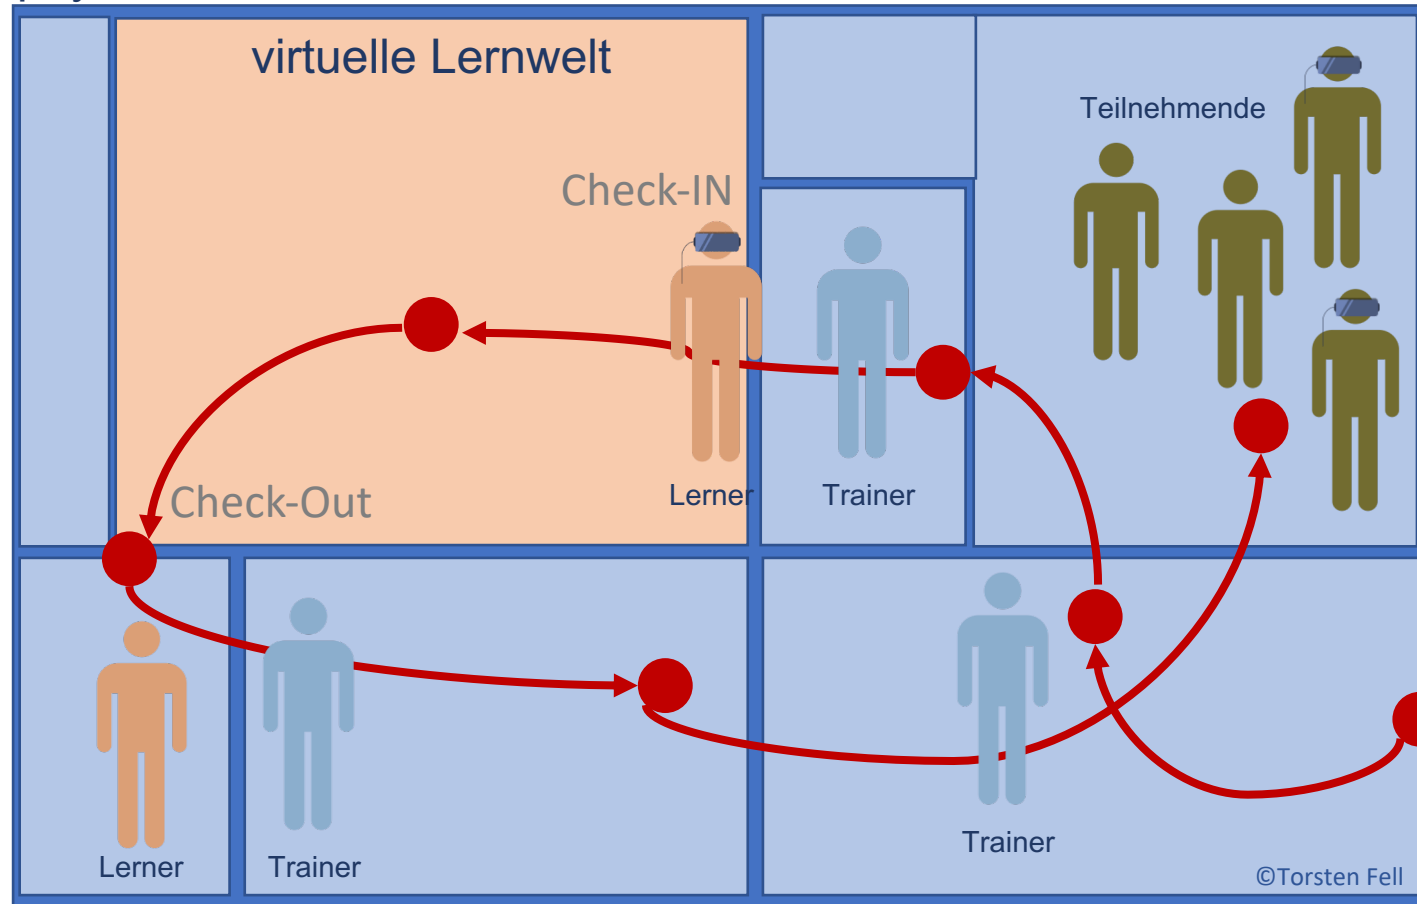 virtuelle Lernwelt
Teilnehmende
Check-IN
Lerner
Trainer
Check-Out
Trainer
Lerner
Trainer
©Torsten Fell